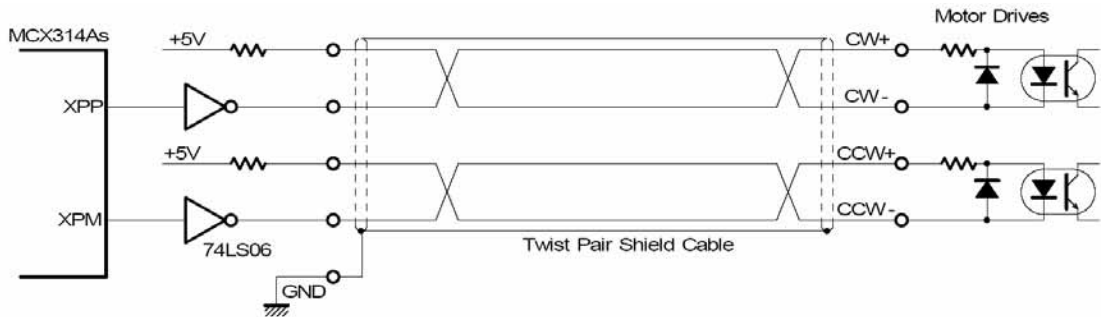 Motor Drives
MCX314As
+5V
CW+
XPP
CW-
+5V
CCW+
XPM
CCW-
74LS06
Twist Pair Shield Cable
GND